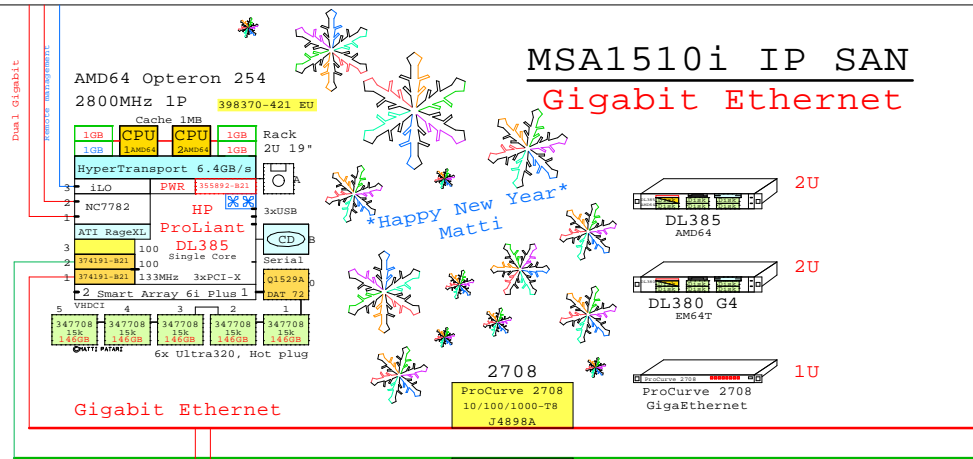 MSA1510i IP SAN
Gigabit Ethernet
Dual Gigabit
Remote management
AMD64 Opteron 254
2800MHz 1P
398370-421 EU
Cache 1MB
1GB CPU CPU 1GB Rack
1GB 1AMD64 2AMD64 1GB 2U 19"
HyperTransport 6.4GB/s
3 iLO PWR 355892-B21 A
2 NC7782 HP 3xUSB
1 ProLiant
ATI RageXL DL385 CD B
Single Core
3 100 Serial
2 374191-B21 100
1 374191-B21 133MHz 3xPCI-X Q1529A 0
2 Smart Array 6i Plus 1 DAT 72
VHDCI
5 4 3 2 1
347708 347708 347708 347708 347708
15k 15k 15k 15k 15k
146GB 146GB 146GB 146GB 146GB
©MATTI PATARI
6x Ultra320, Hot plug
Gigabit Ethernet
*Happy New Year*
Matti
2708
ProCurve 2708
10/100/1000-T8
J4898A
2U
DL385
AMD64
2U
DL380 G4
EM64T
1U
ProCurve 2708
ProCurve 2708
GigaEthernet